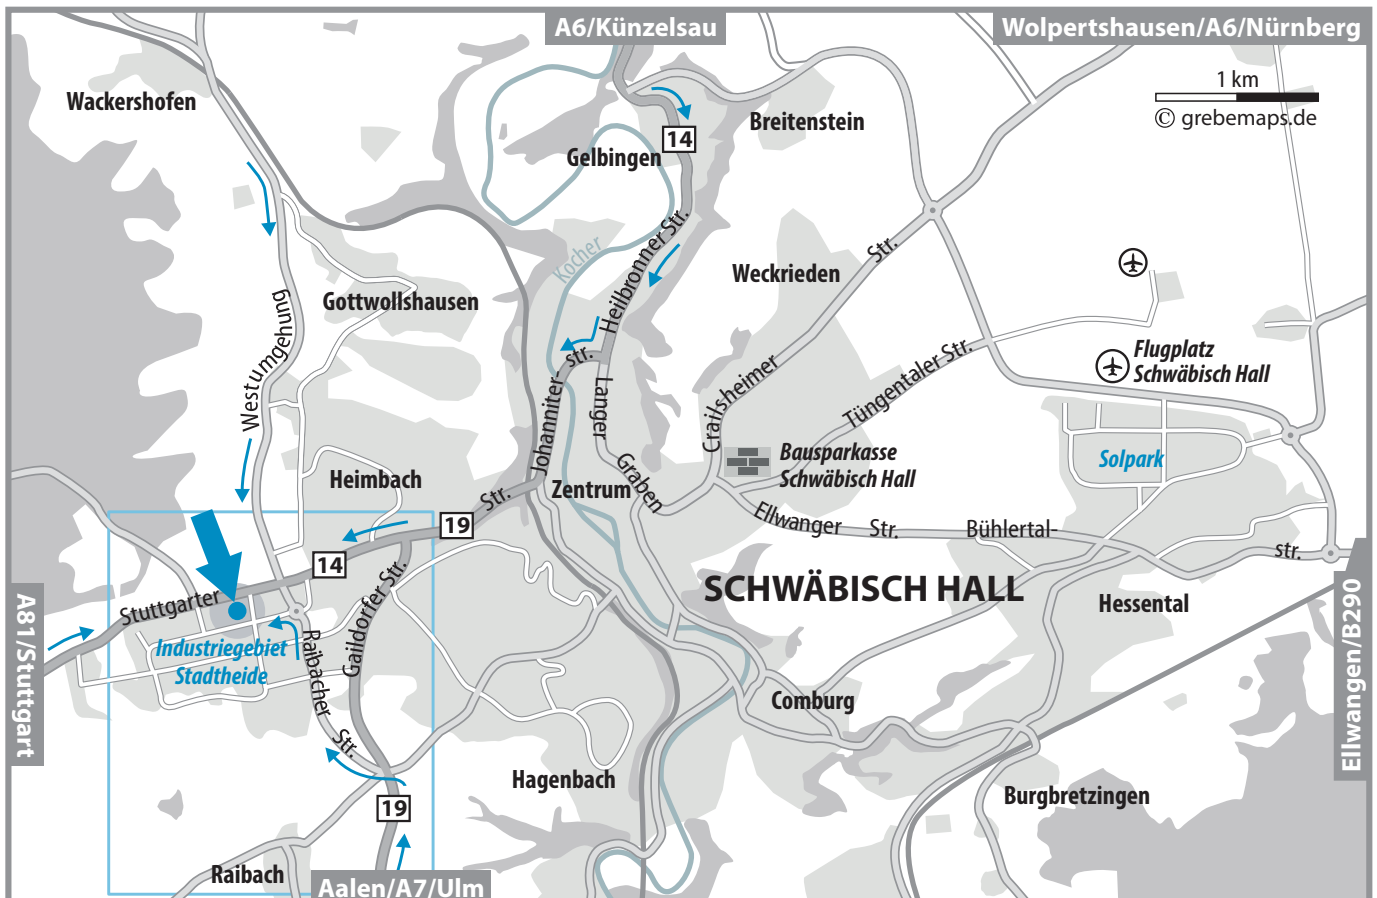 A6/Künzelsau
Wolpertshausen/A6/Nürnberg
1 km
© grebemaps.de
Wackershofen
Breitenstein
14
Gelbingen
Kocher
Heilbronner Str.
Weckrieden
Str.
Gottwollshausen
Westumgehung
Flugplatz
Schwäbisch Hall
Johanniter-
str.
Langer
Graben
Crailsheimer
Tüngentaler Str.
Bausparkasse
Schwäbisch Hall
Solpark
Heimbach
Zentrum
Str.
19
14
Ellwanger Str.
Bühlertal-
str.
SCHWÄBISCH HALL
Hessental
Stuttgarter
Gaildorfer Str.
Industriegebiet
Stadtheide
Raibacher Str.
A81/Stuttgart
Ellwangen/B290
Comburg
Hagenbach
Burgbretzingen
19
Raibach
Aalen/A7/Ulm